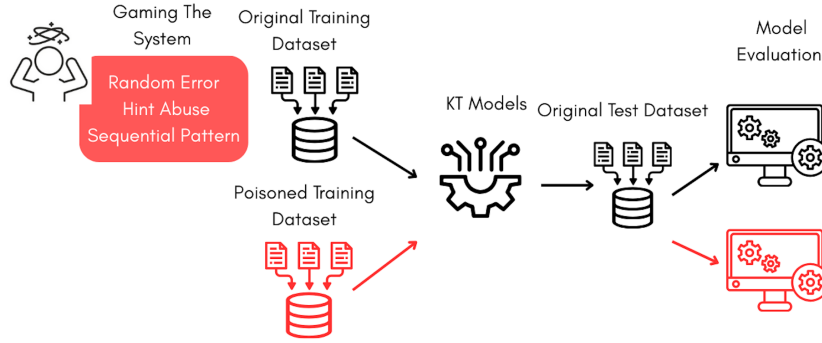 Gaming The
System
Random Error
Hint Abuse
Sequential Pattern
Original Training
Dataset
Poisoned Training
Dataset
KT Models
Original Test Dataset
Model
Evaluation